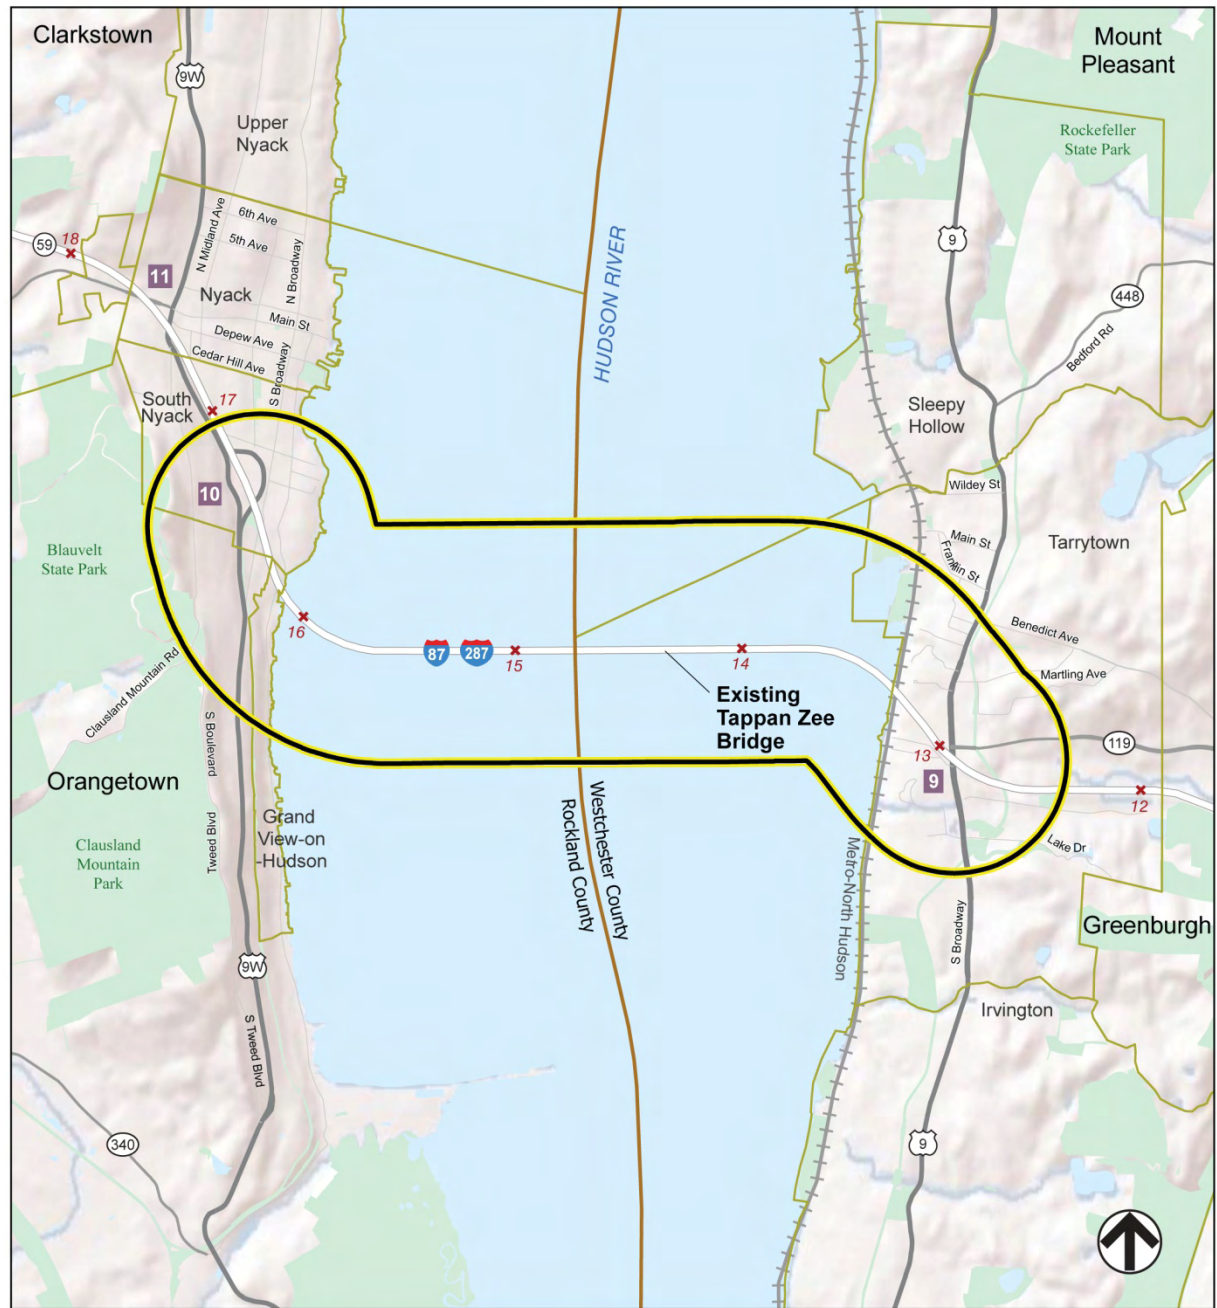 Clarkstown
Mount
Pleasant
9W
Upper
Nyack
Rockefeller
State Park
6th Ave
5th Ave
N Midland Ave
N Broadway
59
18
11
Nyack
Main St
Depew Ave
Cedar Hill Ave
S Broadway
HUDSON RIVER
9
448
Bedford Rd
South
Nyack
17
Sleepy
Hollow
10
Wildey St
Main St
Franklin St
Tarrytown
Blauvelt
State Park
Benedict Ave
16
87
287
15
14
Martling Ave
Clausland Mountain Rd
S Boulevard
Existing
Tappan Zee
Bridge
13
119
9
12
Orangetown
Tweed Blvd
Grand
View-on
-Hudson
Westchester County
Rockland County
Clausland
Mountain
Park
Metro-North Hudson
Lake Dr
S Broadway
Greenburgh
9W
Irvington
S Tweed Blvd
340
9